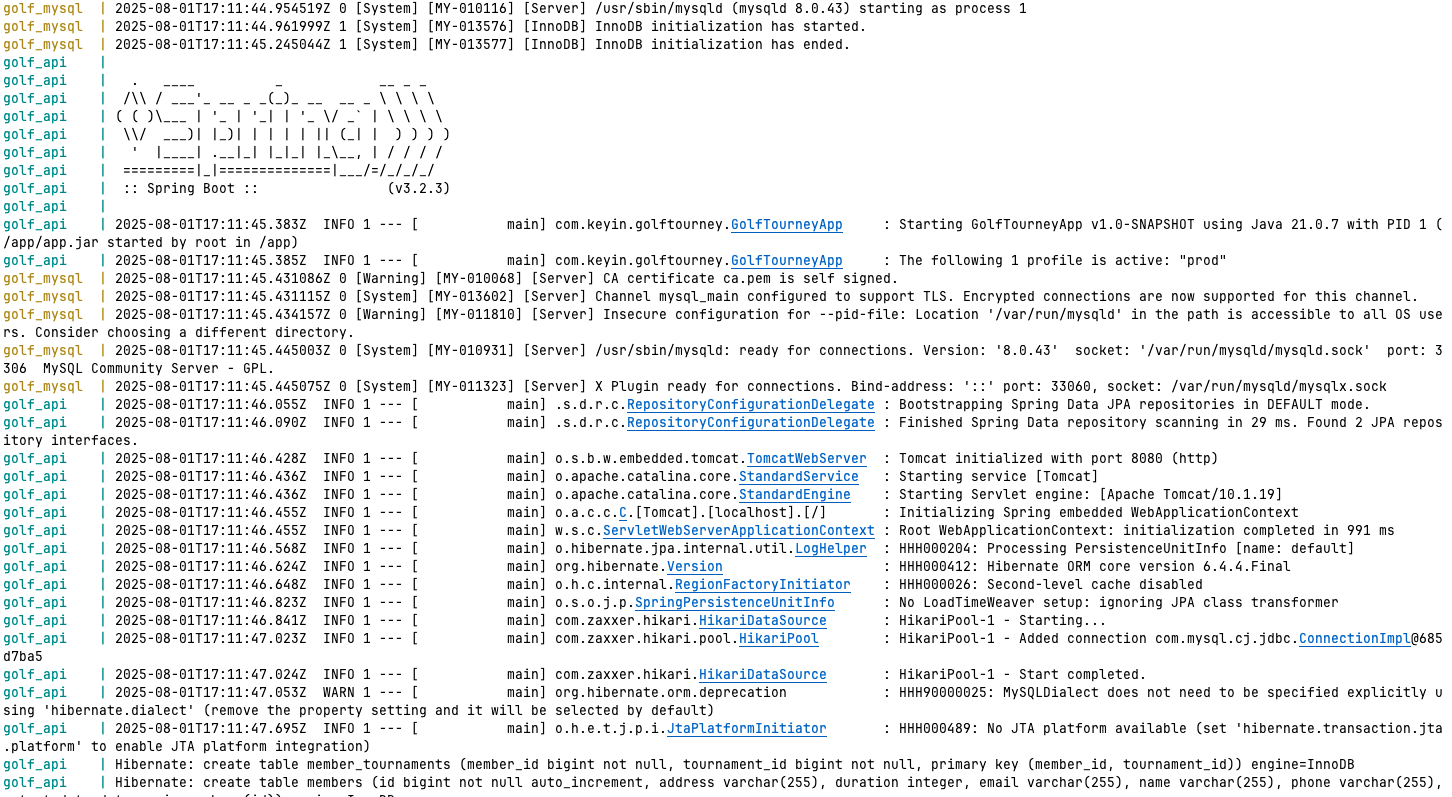 golf_mysql  | 2025-08-01T17:11:44.954519Z 0 [System] [MY-010116] [Server] /usr/sbin/mysqld (mysqld 8.0.43) starting as process 1
golf_mysql  | 2025-08-01T17:11:44.961999Z 1 [System] [MY-013576] [InnoDB] InnoDB initialization has started.
golf_mysql  | 2025-08-01T17:11:45.245044Z 1 [System] [MY-013577] [InnoDB] InnoDB initialization has ended.
golf_api    |
golf_api    |   .   ____          _            __ _ _
golf_api    |  /\\ / ___'_ __ _ _(_)_ __  __ _ \ \ \ \
golf_api    | ( ( )\___ | '_ | '_| | '_ \/ _` | \ \ \ \
golf_api    |  \\/  ___)| |_)| | | | | || (_| |  ) ) ) )
golf_api    |   '  |____| .__|_| |_|_| |_\__, | / / / /
golf_api    |  =========|_|==============|___/=/_/_/_/
golf_api    |  :: Spring Boot ::                (v3.2.3)
golf_api    |
golf_api    | 2025-08-01T17:11:45.383Z  INFO 1 --- [           main] com.keyin.golftourney.GolfTourneyApp     : Starting GolfTourneyApp v1.0-SNAPSHOT using Java 21.0.7 with PID 1 (
/app/app.jar started by root in /app)
golf_api    | 2025-08-01T17:11:45.385Z  INFO 1 --- [           main] com.keyin.golftourney.GolfTourneyApp     : The following 1 profile is active: "prod"
golf_mysql  | 2025-08-01T17:11:45.431086Z 0 [Warning] [MY-010068] [Server] CA certificate ca.pem is self signed.
golf_mysql  | 2025-08-01T17:11:45.431115Z 0 [System] [MY-013602] [Server] Channel mysql_main configured to support TLS. Encrypted connections are now supported for this channel.
golf_mysql  | 2025-08-01T17:11:45.434157Z 0 [Warning] [MY-011810] [Server] Insecure configuration for --pid-file: Location '/var/run/mysqld' in the path is accessible to all OS use
rs. Consider choosing a different directory.
golf_mysql  | 2025-08-01T17:11:45.445003Z 0 [System] [MY-010931] [Server] /usr/sbin/mysqld: ready for connections. Version: '8.0.43'  socket: '/var/run/mysqld/mysqld.sock'  port: 3
306  MySQL Community Server - GPL.
golf_mysql  | 2025-08-01T17:11:45.445075Z 0 [System] [MY-011323] [Server] X Plugin ready for connections. Bind-address: '::' port: 33060, socket: /var/run/mysqld/mysqlx.sock
golf_api    | 2025-08-01T17:11:46.055Z  INFO 1 --- [           main] .s.d.r.c.RepositoryConfigurationDelegate : Bootstrapping Spring Data JPA repositories in DEFAULT mode.
golf_api    | 2025-08-01T17:11:46.090Z  INFO 1 --- [           main] .s.d.r.c.RepositoryConfigurationDelegate : Finished Spring Data repository scanning in 29 ms. Found 2 JPA repos
itory interfaces.
golf_api    | 2025-08-01T17:11:46.428Z  INFO 1 --- [           main] o.s.b.w.embedded.tomcat.TomcatWebServer  : Tomcat initialized with port 8080 (http)
golf_api    | 2025-08-01T17:11:46.436Z  INFO 1 --- [           main] o.apache.catalina.core.StandardService   : Starting service [Tomcat]
golf_api    | 2025-08-01T17:11:46.436Z  INFO 1 --- [           main] o.apache.catalina.core.StandardEngine    : Starting Servlet engine: [Apache Tomcat/10.1.19]
golf_api    | 2025-08-01T17:11:46.455Z  INFO 1 --- [           main] o.a.c.c.C.[Tomcat].[localhost].[/]       : Initializing Spring embedded WebApplicationContext
golf_api    | 2025-08-01T17:11:46.455Z  INFO 1 --- [           main] w.s.c.ServletWebServerApplicationContext : Root WebApplicationContext: initialization completed in 991 ms
golf_api    | 2025-08-01T17:11:46.568Z  INFO 1 --- [           main] o.hibernate.jpa.internal.util.LogHelper  : HHH000204: Processing PersistenceUnitInfo [name: default]
golf_api    | 2025-08-01T17:11:46.624Z  INFO 1 --- [           main] org.hibernate.Version                    : HHH000412: Hibernate ORM core version 6.4.4.Final
golf_api    | 2025-08-01T17:11:46.648Z  INFO 1 --- [           main] o.h.c.internal.RegionFactoryInitiator    : HHH000026: Second-level cache disabled
golf_api    | 2025-08-01T17:11:46.823Z  INFO 1 --- [           main] o.s.o.j.p.SpringPersistenceUnitInfo      : No LoadTimeWeaver setup: ignoring JPA class transformer
golf_api    | 2025-08-01T17:11:46.841Z  INFO 1 --- [           main] com.zaxxer.hikari.HikariDataSource       : HikariPool-1 - Starting...
golf_api    | 2025-08-01T17:11:47.023Z  INFO 1 --- [           main] com.zaxxer.hikari.pool.HikariPool        : HikariPool-1 - Added connection com.mysql.cj.jdbc.ConnectionImpl@685
d7ba5
golf_api    | 2025-08-01T17:11:47.024Z  INFO 1 --- [           main] com.zaxxer.hikari.HikariDataSource       : HikariPool-1 - Start completed.
golf_api    | 2025-08-01T17:11:47.053Z  WARN 1 --- [           main] org.hibernate.orm.deprecation            : HHH90000025: MySQLDialect does not need to be specified explicitly u
sing 'hibernate.dialect' (remove the property setting and it will be selected by default)
golf_api    | 2025-08-01T17:11:47.695Z  INFO 1 --- [           main] o.h.e.t.j.p.i.JtaPlatformInitiator       : HHH000489: No JTA platform available (set 'hibernate.transaction.jta
.platform' to enable JTA platform integration)
golf_api    | Hibernate: create table member_tournaments (member_id bigint not null, tournament_id bigint not null, primary key (member_id, tournament_id)) engine=InnoDB
golf_api    | Hibernate: create table members (id bigint not null auto_increment, address varchar(255), duration integer, email varchar(255), name varchar(255), phone varchar(255),